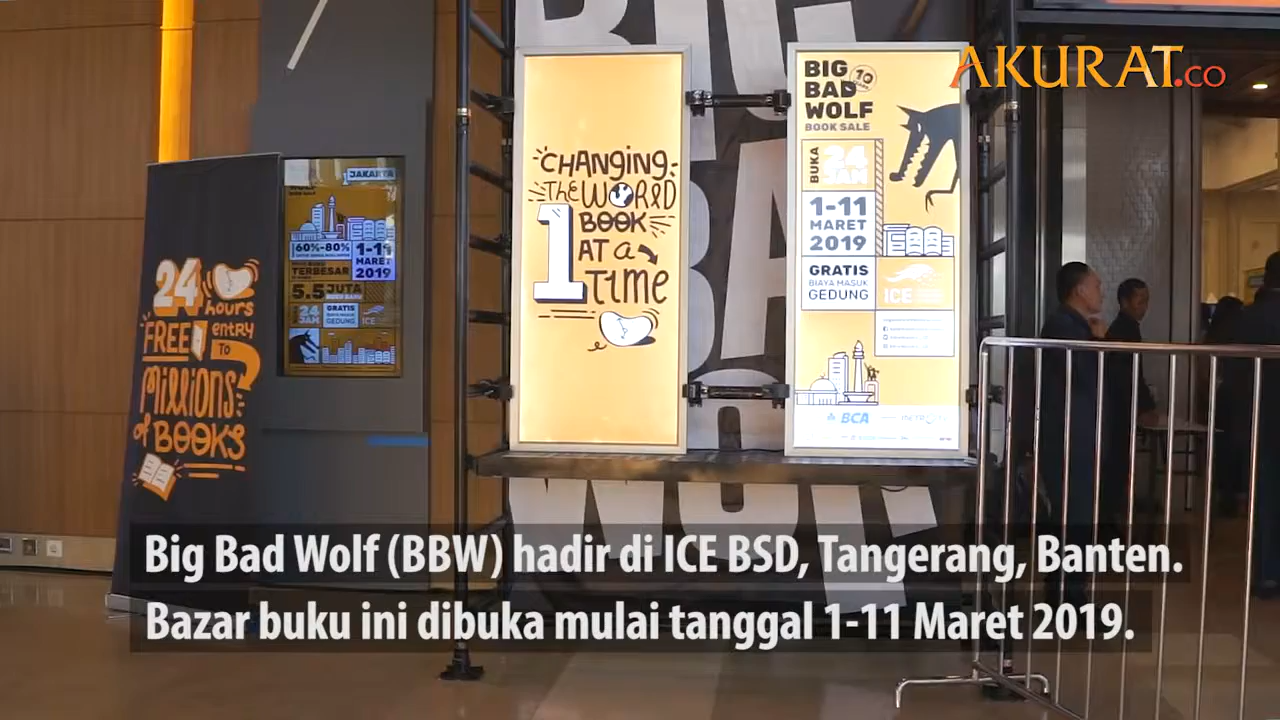 AKURAT.CO
24
hours
FREE entry
TO
MILLIONS
of BOOKS
JAKARTA
60%-80%
1-11
MARET
2019
TERBESAR
5.5 JUTA
24
JAM
GRATIS
BIAYA MASUK
GEDUNG
ICE
CHANGING
THE WORLD
1 BOOK
AT a
TIME
BIG
BAD
WOLF
10
BOOK SALE
BUKA
24
JAM
1-11
MARET
2019
GRATIS
BIAYA MASUK
GEDUNG
ICE
BCA
Big Bad Wolf (BBW) hadir di ICE BSD, Tangerang, Banten.
Bazar buku ini dibuka mulai tanggal 1-11 Maret 2019.